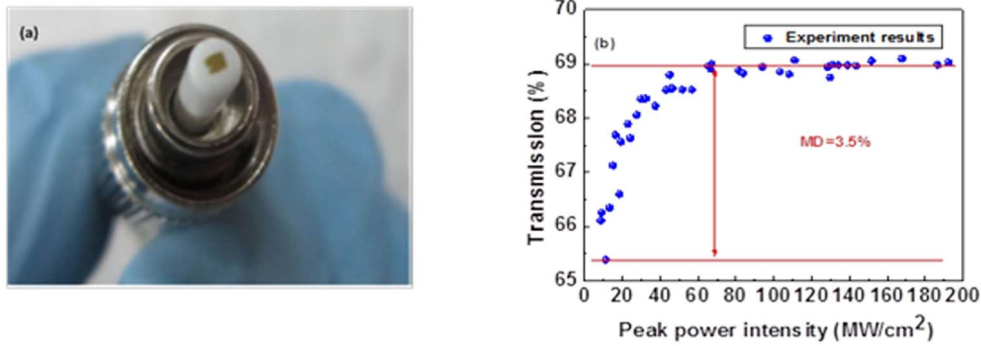 (a)
70
69
68
67
66
65
Transmission (%)
(b)
Experiment results
MD=3.5%
0 20 40 60 80 100 120 140 160 180 200
Peak power intensity (MW/cm²)